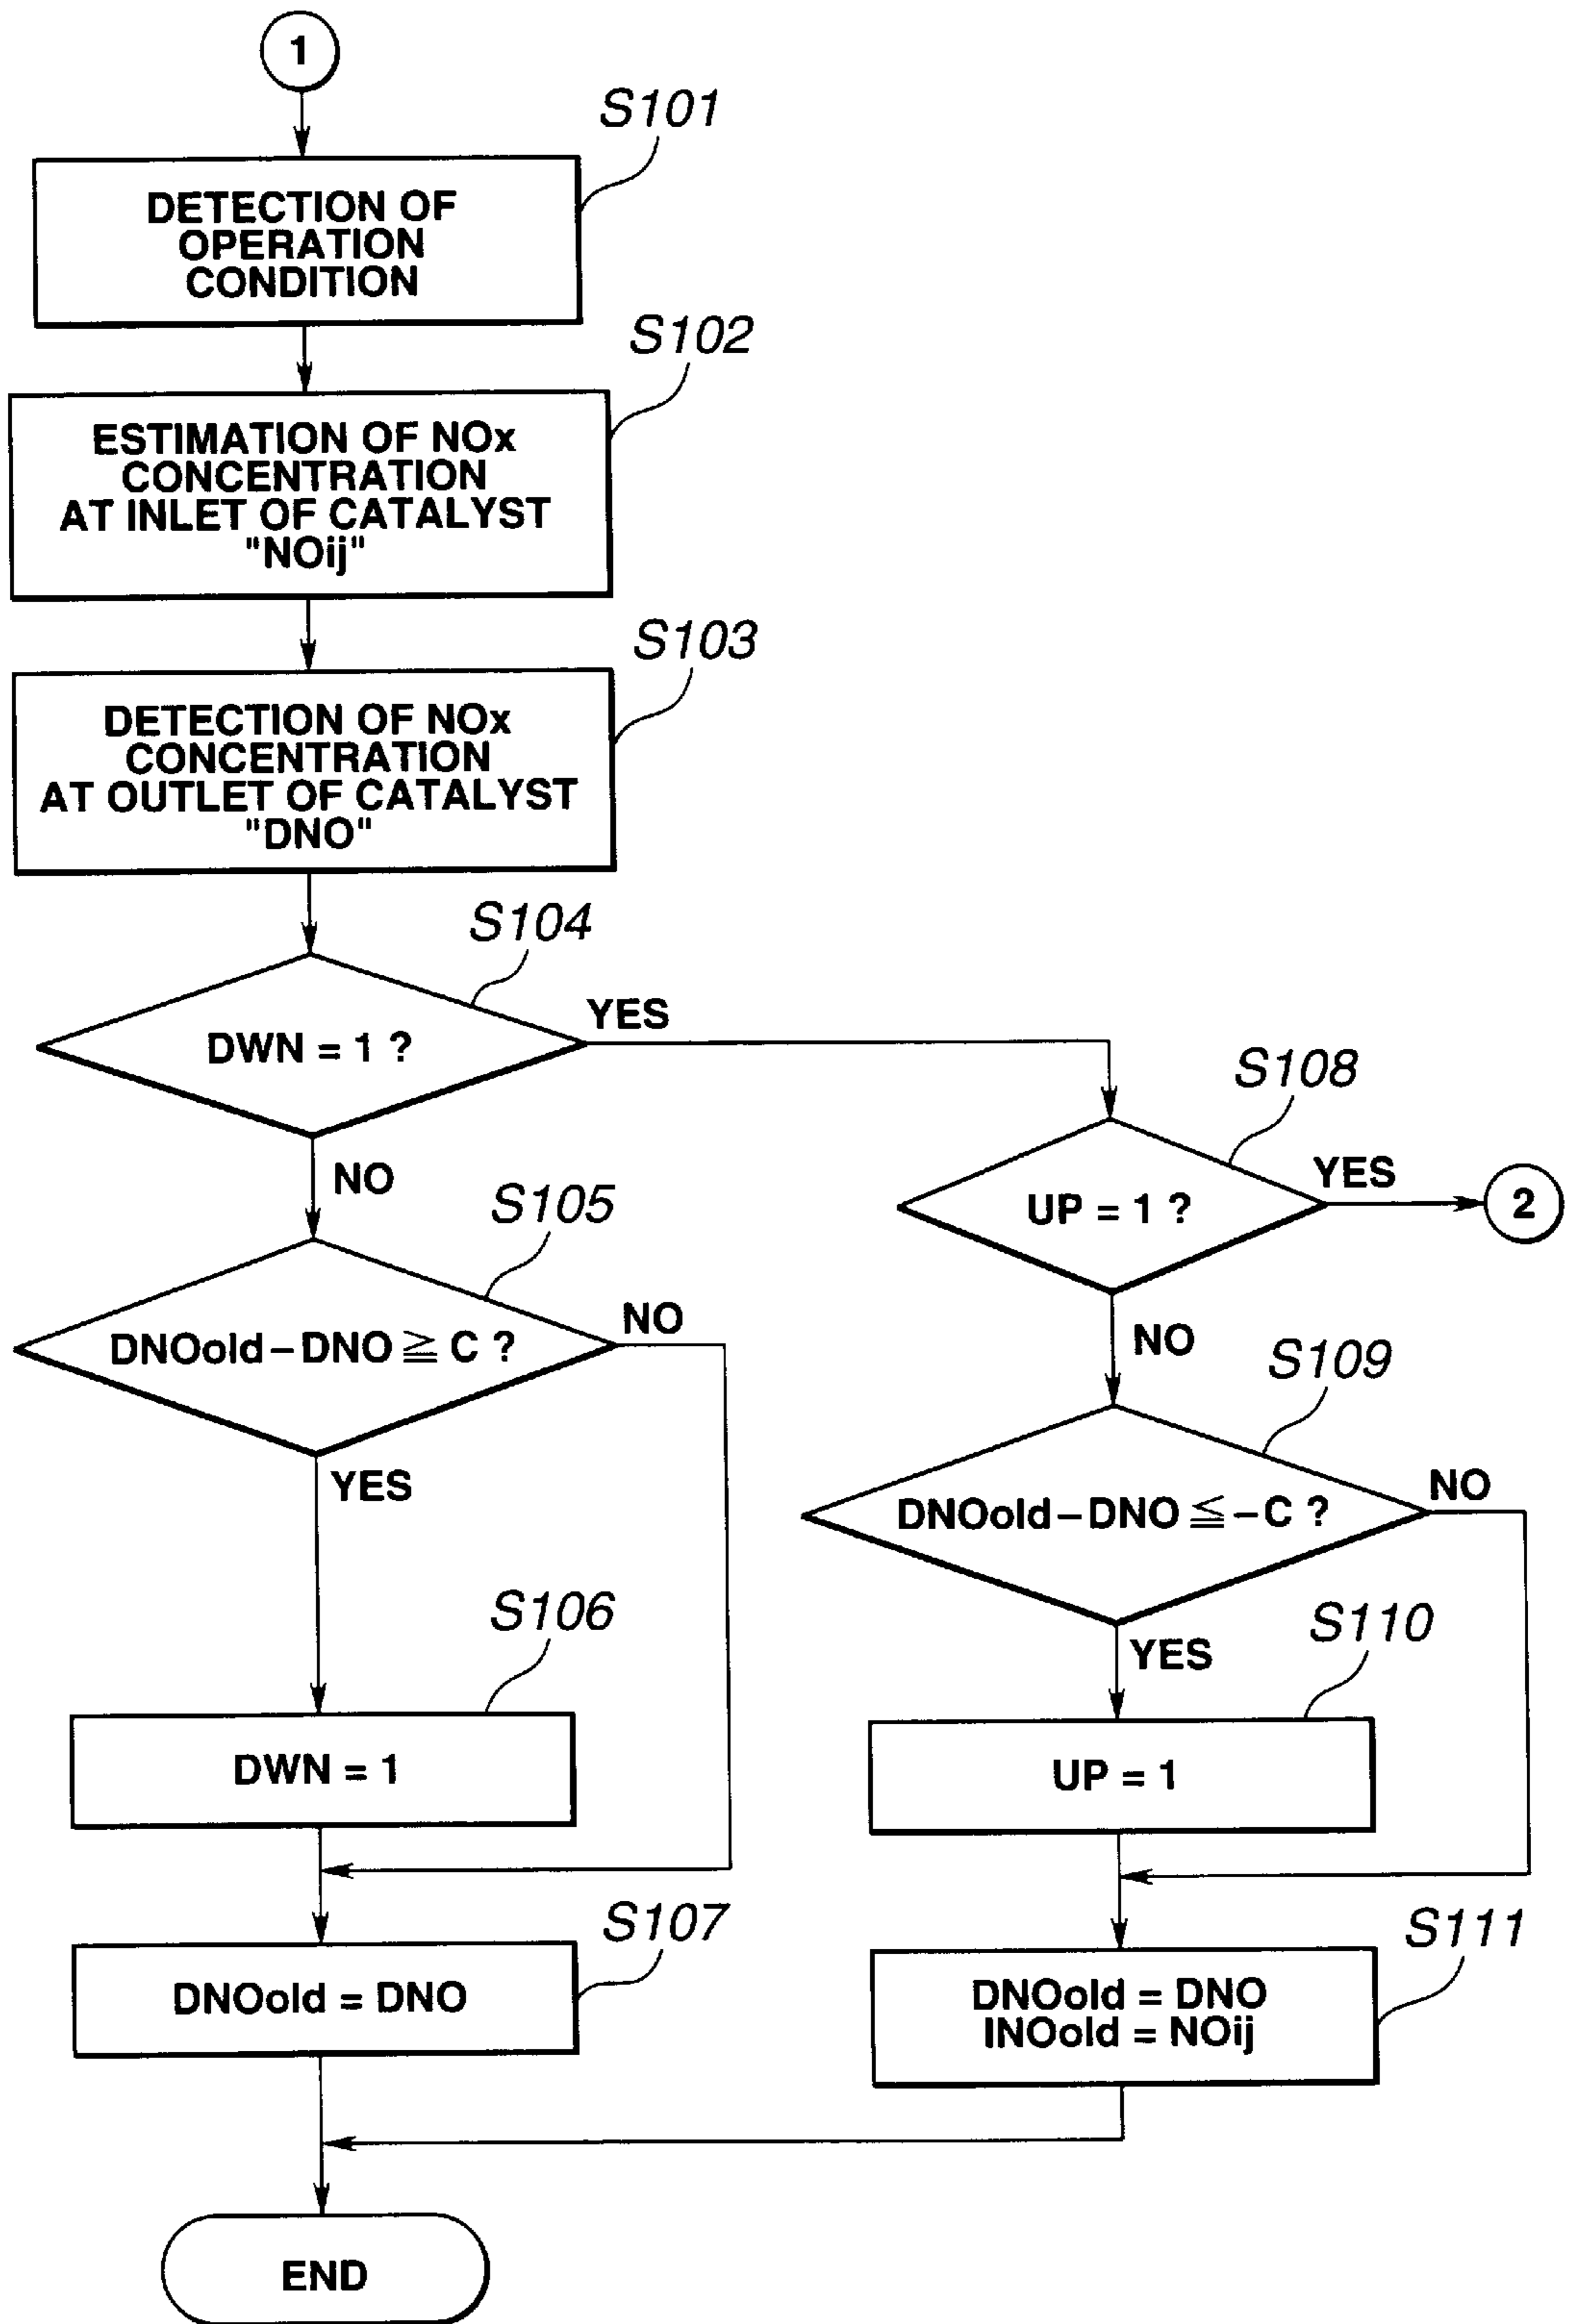 1
S101
DETECTION OF
OPERATION
CONDITION
S102
ESTIMATION OF NOx
CONCENTRATION
AT INLET OF CATALYST
"NOij"
S103
DETECTION OF NOx
CONCENTRATION
AT OUTLET OF CATALYST
"DNO"
S104
DWN = 1 ?
YES
NO
S105
DNOold – DNO ≧ C ?
NO
YES
S106
DWN = 1
S107
DNOold = DNO
S108
UP = 1 ?
YES
2
NO
S109
DNOold – DNO ≦ – C ?
NO
YES
S110
UP = 1
S111
DNOold = DNO
INOold = NOij
END